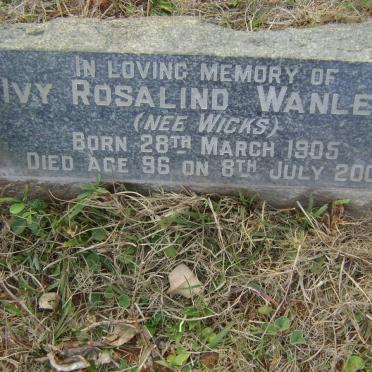 IN LOVING MEMORY OF
IVY ROSALIND WANLE
(NÉE WICKS)
BORN 28TH MARCH 1905
DIED AGE 96 ON 8TH JULY 200